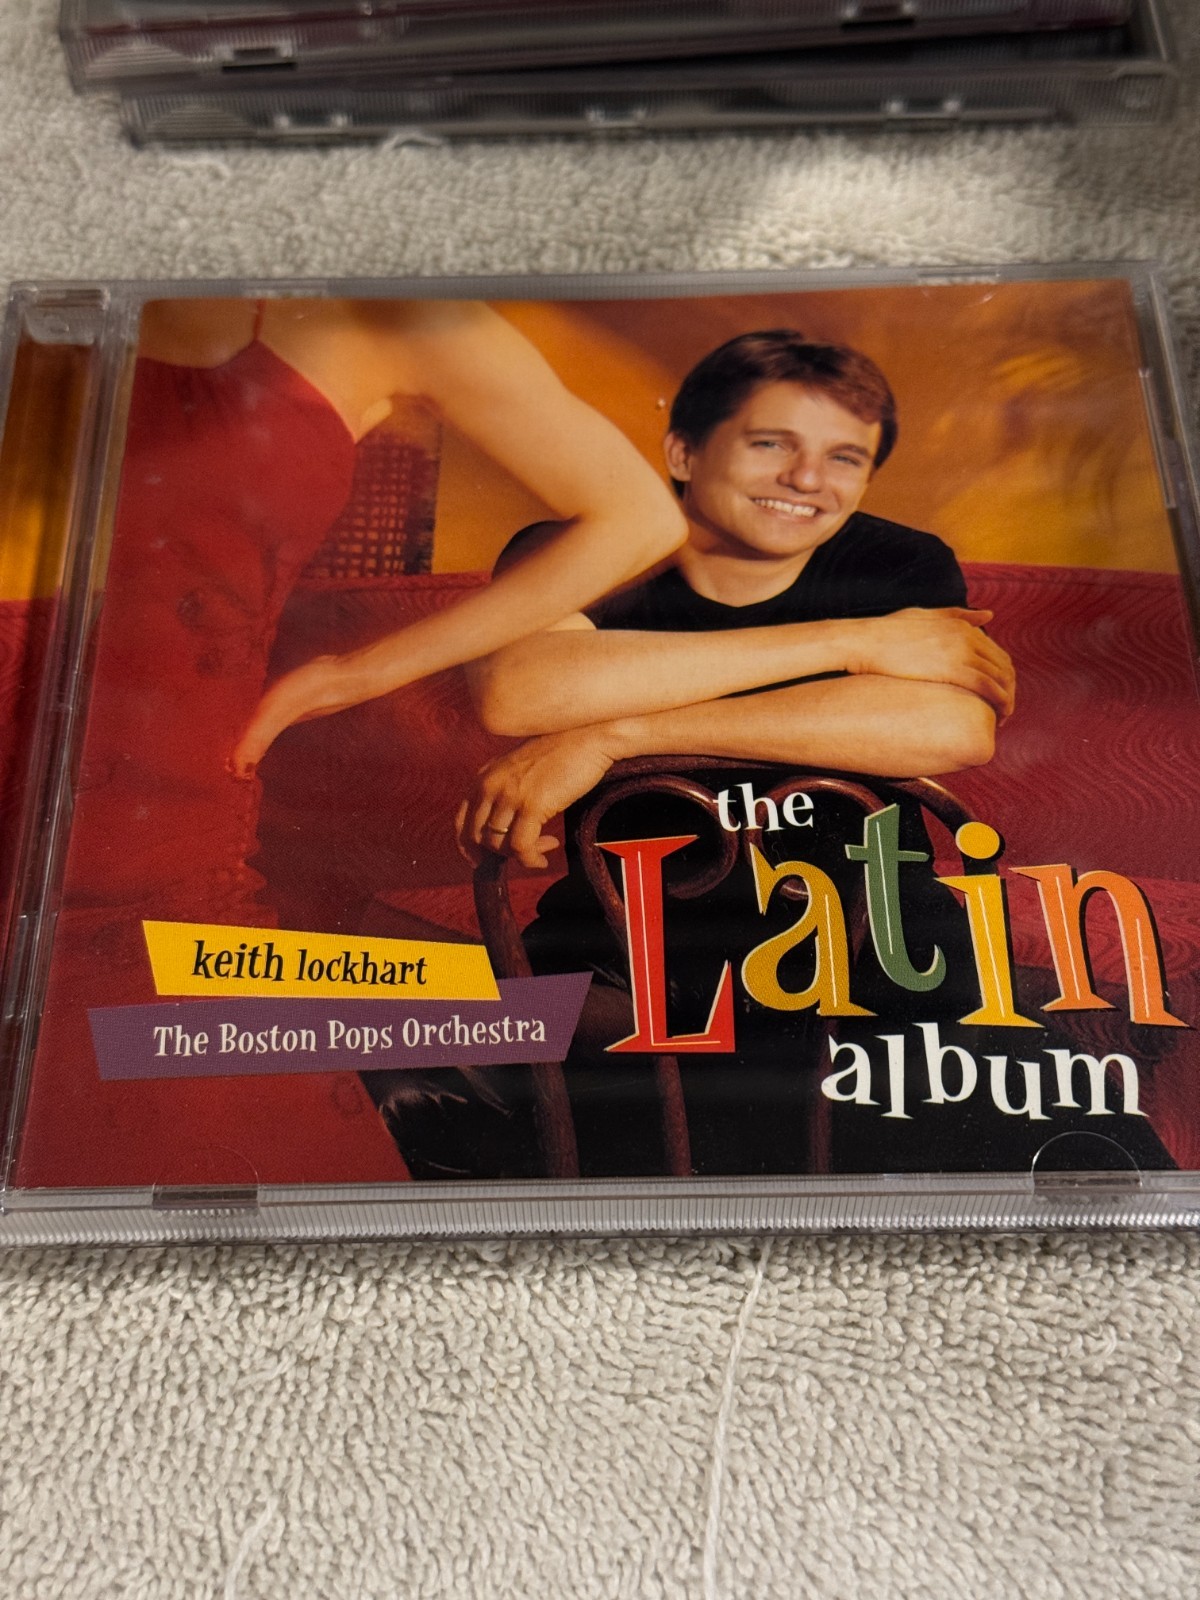 the
Latin
album
keith lockhart
The Boston Pops Orchestra